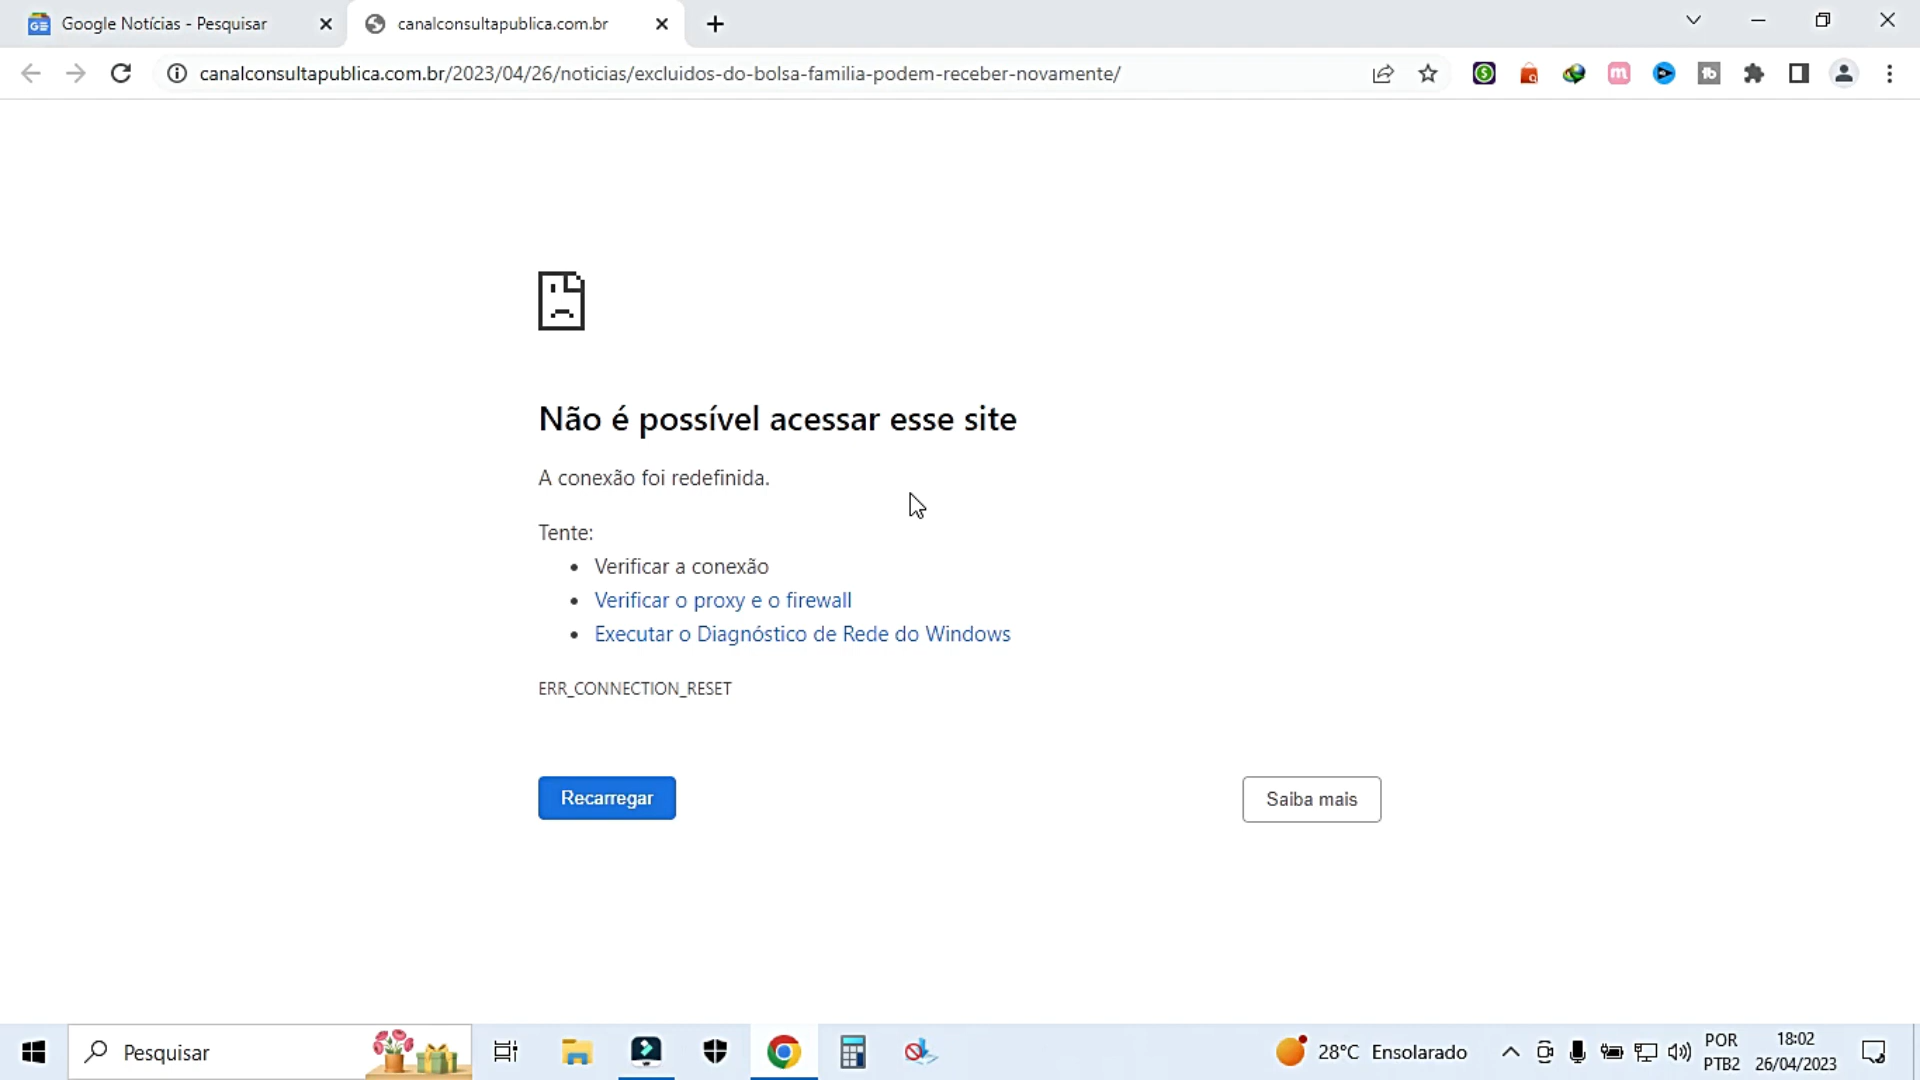 Google Notícias - Pesquisar
canalconsultapublica.com.br
canalconsultapublica.com.br/2023/04/26/noticias/excluidos-do-bolsa-familia-podem-receber-novamente/
Não é possível acessar esse site
A conexão foi redefinida.
Tente:
Verificar a conexão
Verificar o proxy e o firewall
Executar o Diagnóstico de Rede do Windows
ERR_CONNECTION_RESET
Recarregar
Saiba mais
Pesquisar
28°C Ensolarado
POR
PTB2
18:02
26/04/2023